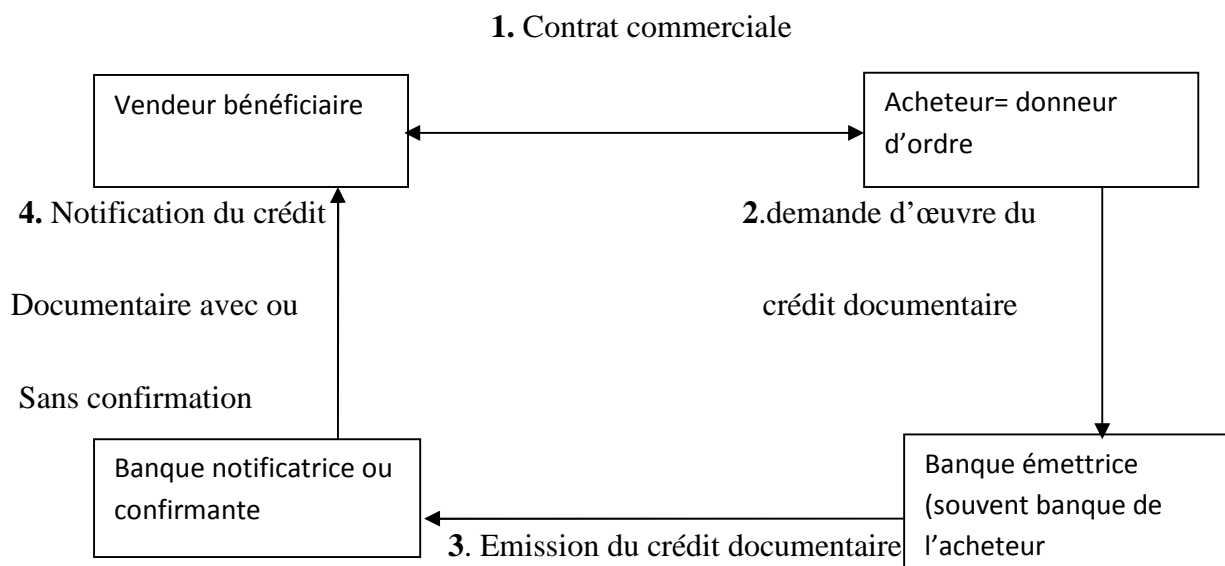 1. Contrat commerciale
Vendeur bénéficiaire
Acheteur= donneur
d’ordre
4. Notification du crédit
Documentaire avec ou
Sans confirmation
2.demande d’œuvre du
crédit documentaire
Banque notificatrice ou
confirmante
3. Emission du crédit documentaire
Banque émettrice
(souvent banque de
l’acheteur